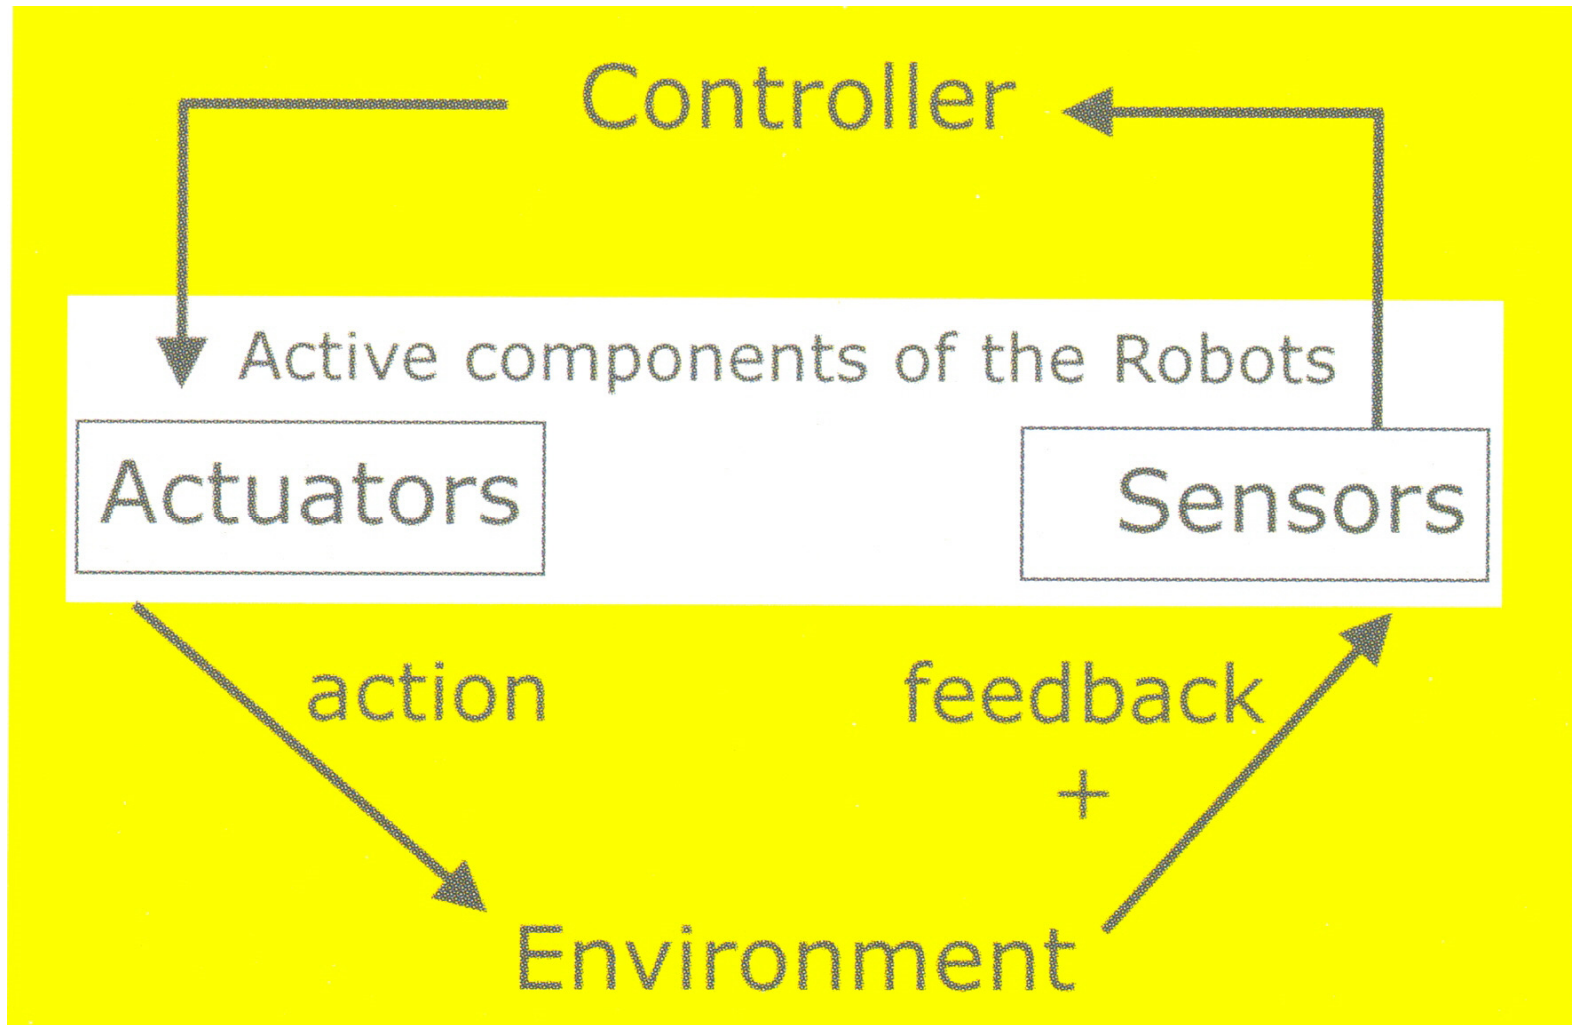 Controller
Active components of the Robots
Actuators
Sensors
action
feedback
+
Environment